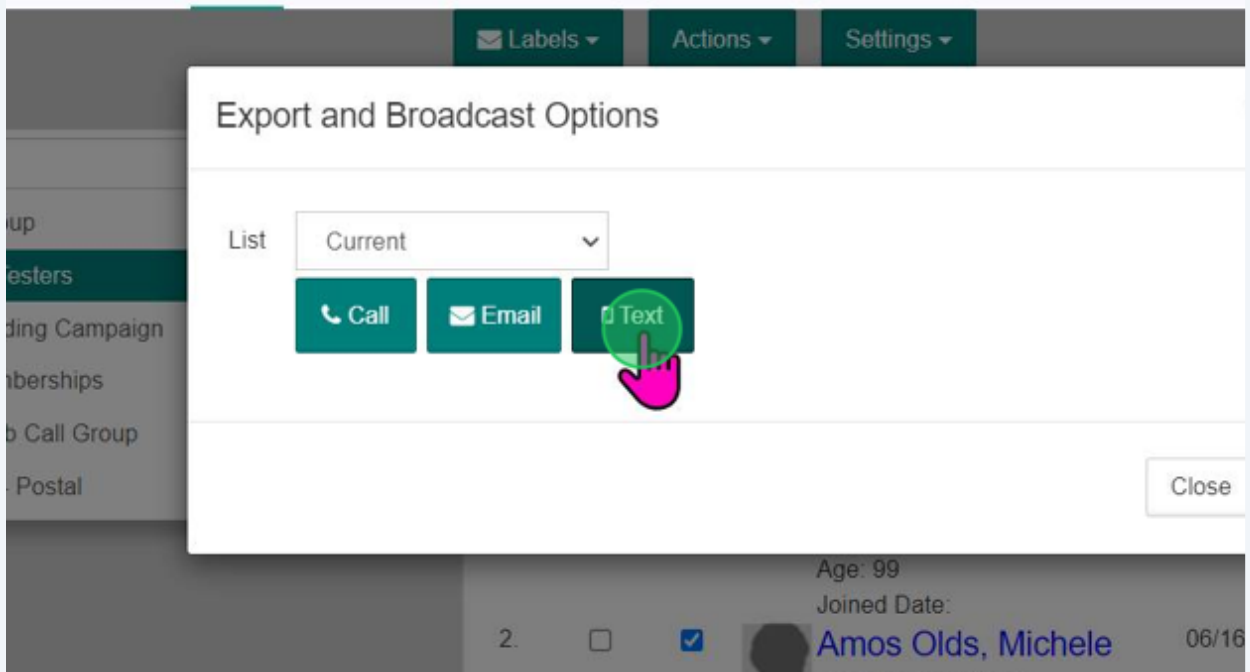 Labels Actions Settings
Export and Broadcast Options
List Current
Call Email Text
up
esters
ding Campaign
berships
Call Group
Postal
Close
Age: 99
Joined Date:
2. Amos Olds, Michele 06/16